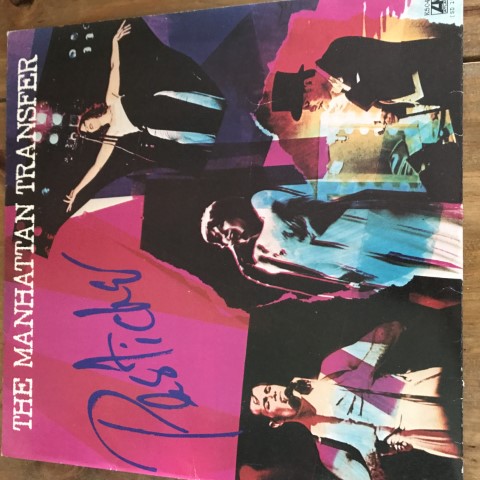 THE MANHATTAN TRANSFER
Pastiche